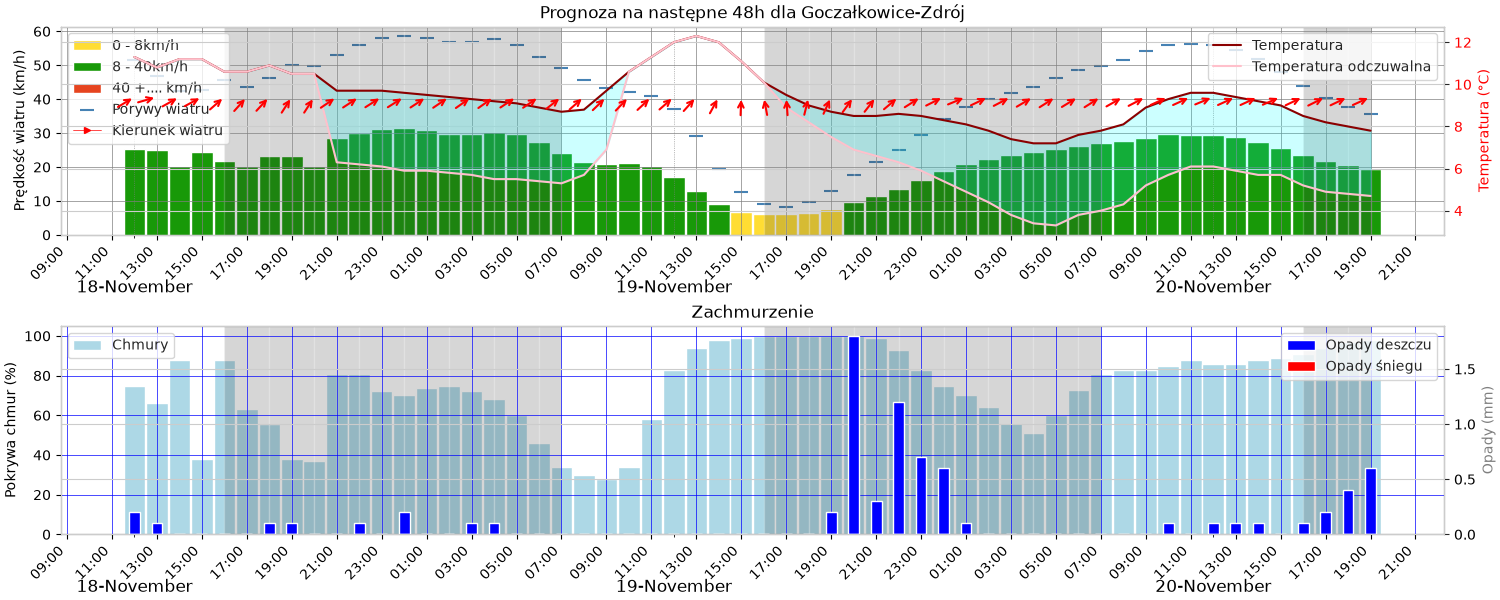 Prognoza na następne 48h dla Goczałkowice-Zdrój
Prędkość wiatru (km/h)
60
50
40
30
20
10
0
0 - 8km/h
8 - 40km/h
40 +.... km/h
Porywy wiatru
Kierunek wiatru
Temperatura
Temperatura odczuwalna
12
10
8
6
4
Temperatura (°C)
09:00 11:00 13:00 15:00 17:00 19:00 21:00 23:00 01:00 03:00 05:00 07:00 09:00 11:00 13:00 15:00 17:00 19:00 21:00 23:00 01:00 03:00 05:00 07:00 09:00 11:00 13:00 15:00 17:00 19:00 21:00
18-November 19-November 20-November
Zachmurzenie
Pokrywa chmur (%)
100
80
60
40
20
0
Chmury
Opady deszczu
Opady śniegu
1.5
1.0
0.5
0.0
Opady (mm)
09:00 11:00 13:00 15:00 17:00 19:00 21:00 23:00 01:00 03:00 05:00 07:00 09:00 11:00 13:00 15:00 17:00 19:00 21:00 23:00 01:00 03:00 05:00 07:00 09:00 11:00 13:00 15:00 17:00 19:00 21:00
18-November 19-November 20-November